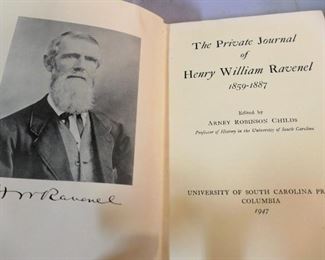 H W Ravenel
The Private Journal
of
Henry William Ravenel
1859-1887
Edited by
ARNEY ROBINSON CHILDS
Professor of History in the University of South Carolina
UNIVERSITY OF SOUTH CAROLINA PR
COLUMBIA
1947